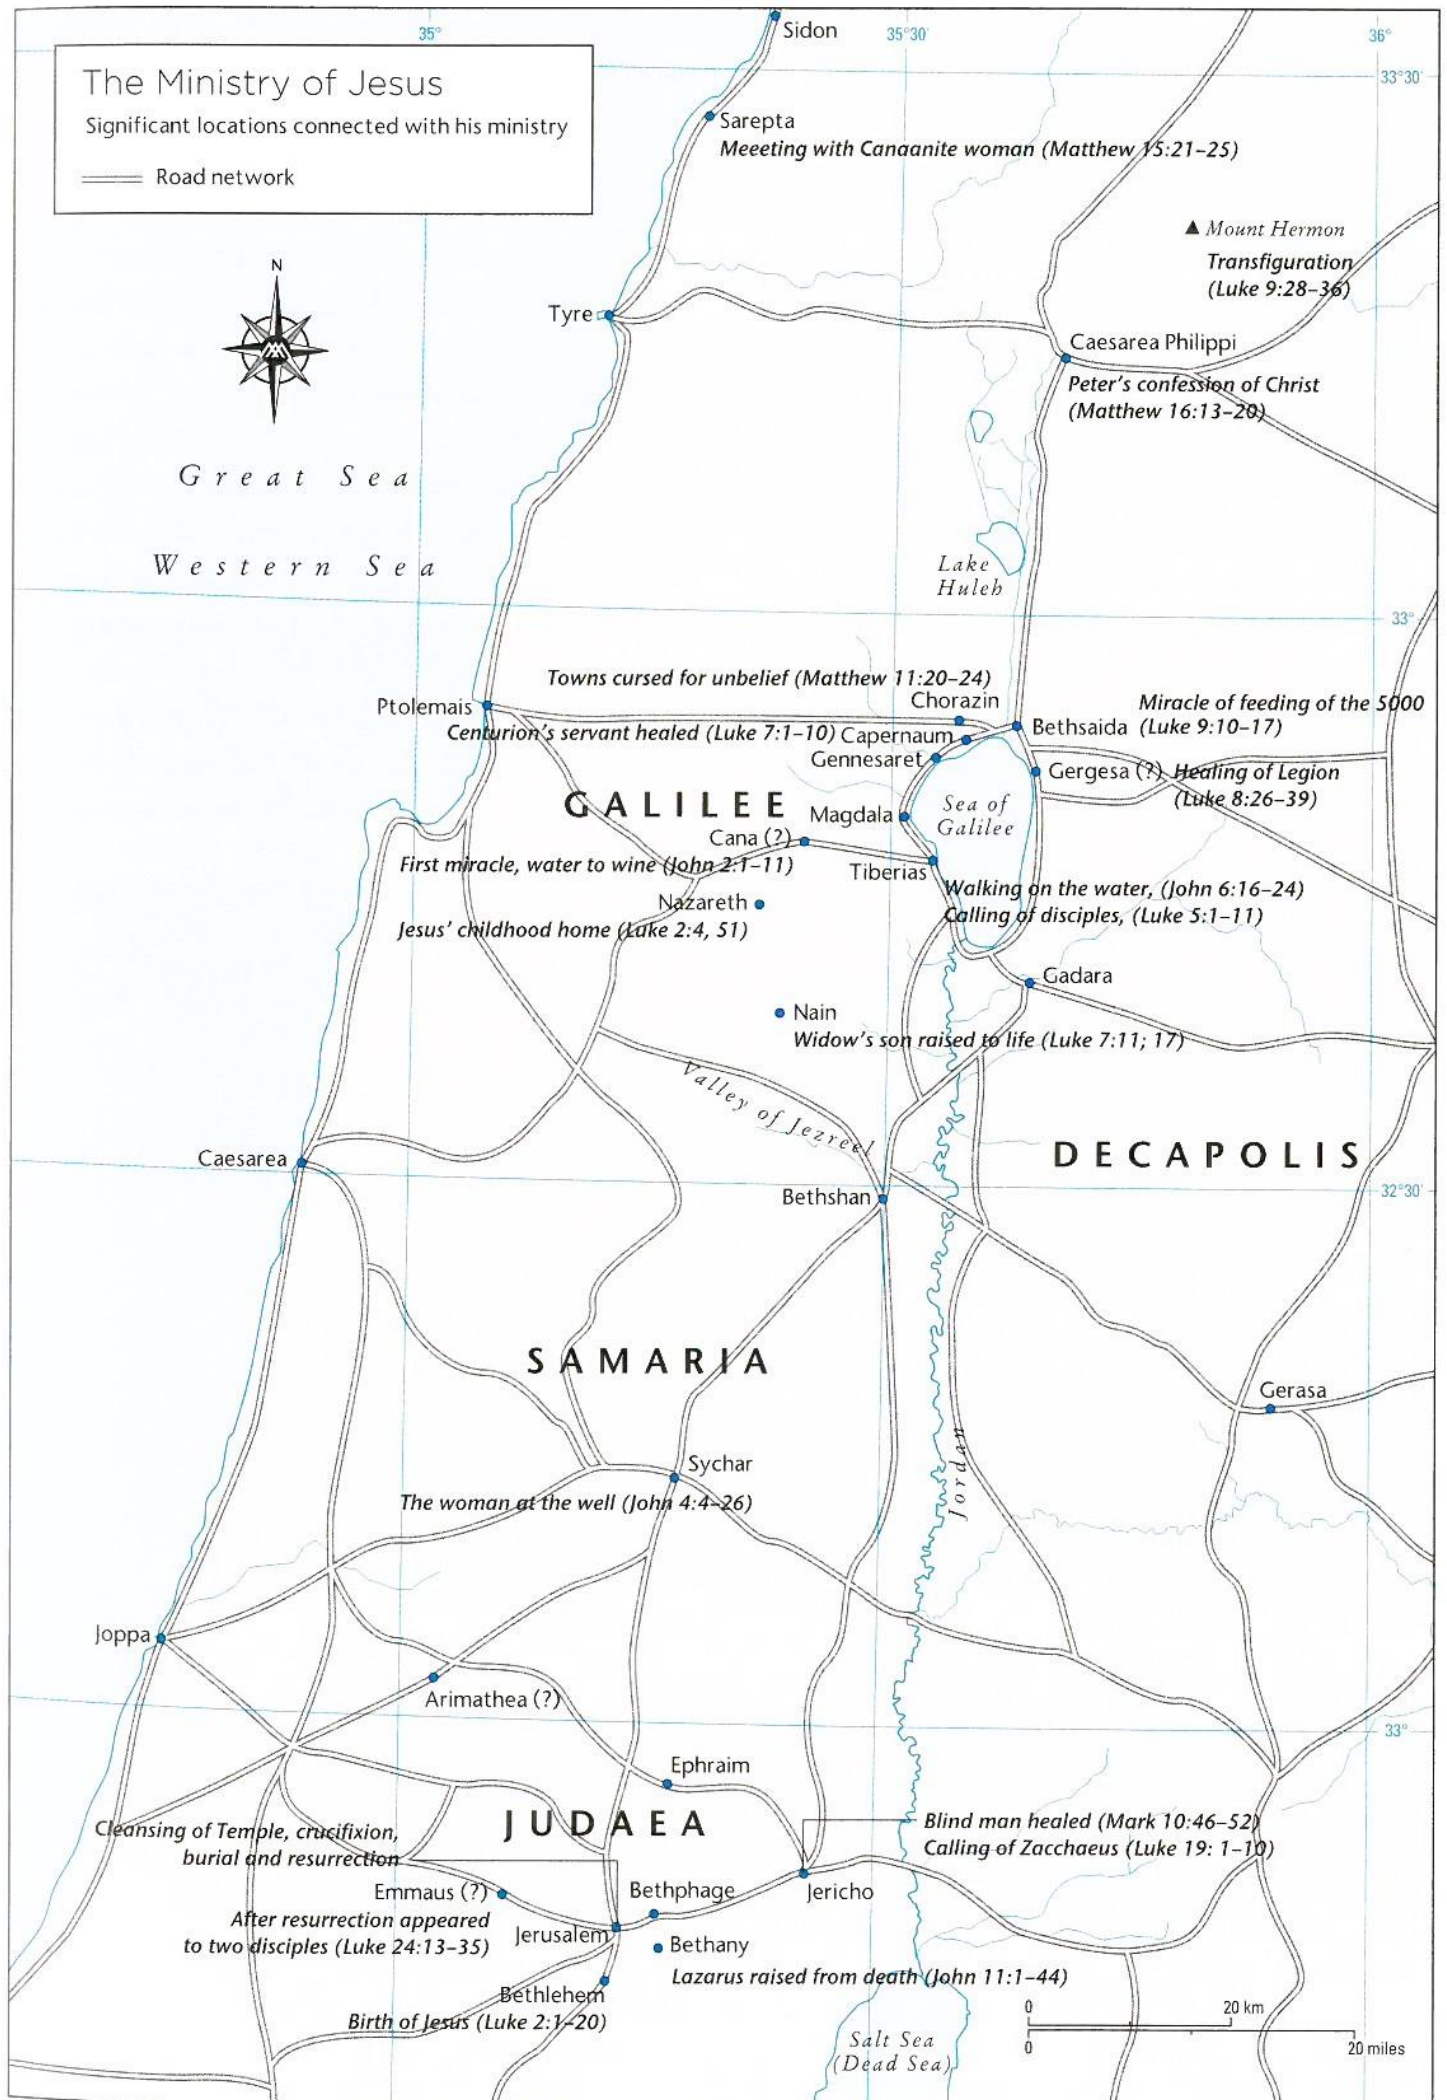 35°
Sidon
35°30'
36°
The Ministry of Jesus
Significant locations connected with his ministry
Road network
33°30'
Sarepta
Meeeting with Canaanite woman (Matthew 15:21–25)
Mount Hermon
Transfiguration
(Luke 9:28–36)
N
Tyre
Caesarea Philippi
Peter's confession of Christ
(Matthew 16:13–20)
Great Sea
Western Sea
Lake
Huleh
33°
Towns cursed for unbelief (Matthew 11:20–24)
Chorazin
Ptolemais
Miracle of feeding of the 5000
Bethsaida (Luke 9:10–17)
Centurion's servant healed (Luke 7:1–10) Capernaum
Gennesaret
Gergesa (?) Healing of Legion
(Luke 8:26–39)
GALILEE
Magdala
Sea of
Galilee
Cana (?)
First miracle, water to wine (John 2:1–11)
Tiberias
Walking on the water, (John 6:16–24)
Calling of disciples, (Luke 5:1–11)
Nazareth
Jesus' childhood home (Luke 2:4, 51)
Gadara
Nain
Widow's son raised to life (Luke 7:11; 17)
Valley of Jezreel
DECAPOLIS
Caesarea
32°30'
Bethshan
SAMARIA
Gerasa
Jordan
Sychar
The woman at the well (John 4:4–26)
Joppa
Arimathea (?)
33°
Ephraim
JUDAEA
Cleansing of Temple, crucifixion,
burial and resurrection
Blind man healed (Mark 10:46–52)
Calling of Zacchaeus (Luke 19: 1–10)
Emmaus (?)
Bethphage
Jericho
After resurrection appeared
to two disciples (Luke 24:13–35)
Jerusalem
Bethany
Lazarus raised from death (John 11:1–44)
Bethlehem
Birth of Jesus (Luke 2:1–20)
0
20 km
0
20 miles
Salt Sea
(Dead Sea)